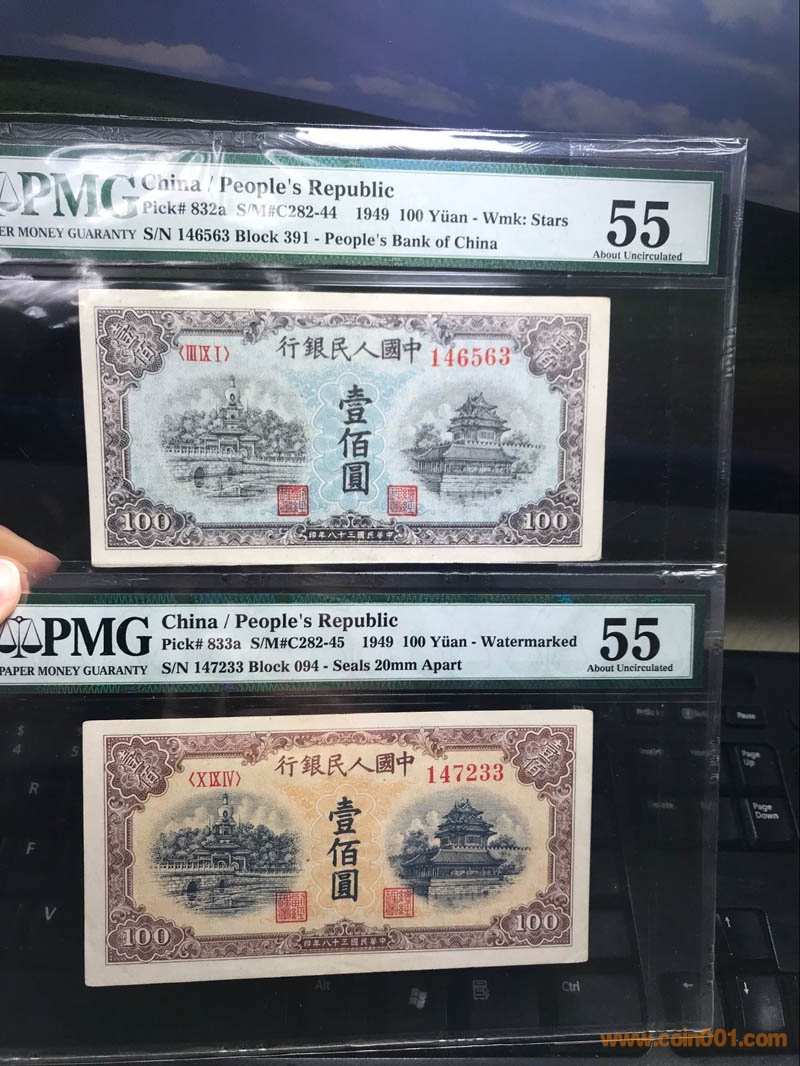 PMG
PER MONEY GUARANTY
China / People's Republic
Pick# 832a S/M#C282-44 1949 100 Yüan - Wmk: Stars
S/N 146563 Block 391 - People's Bank of China
55
About Uncirculated
壹佰
〈III IX I〉
行銀民人國中
146563
壹佰圓
100
印年八十三國民華中
100
PMG
PAPER MONEY GUARANTY
China / People's Republic
Pick# 833a S/M#C282-45 1949 100 Yüan - Watermarked
S/N 147233 Block 094 - Seals 20mm Apart
55
About Uncirculated
壹佰
〈X IX IV〉
行銀民人國中
147233
壹佰
壹佰圓
100
印年八十三國民華中
100
Pause
Page Up
Page Down
R
F
V
Alt
Ctrl
www.coin001.com